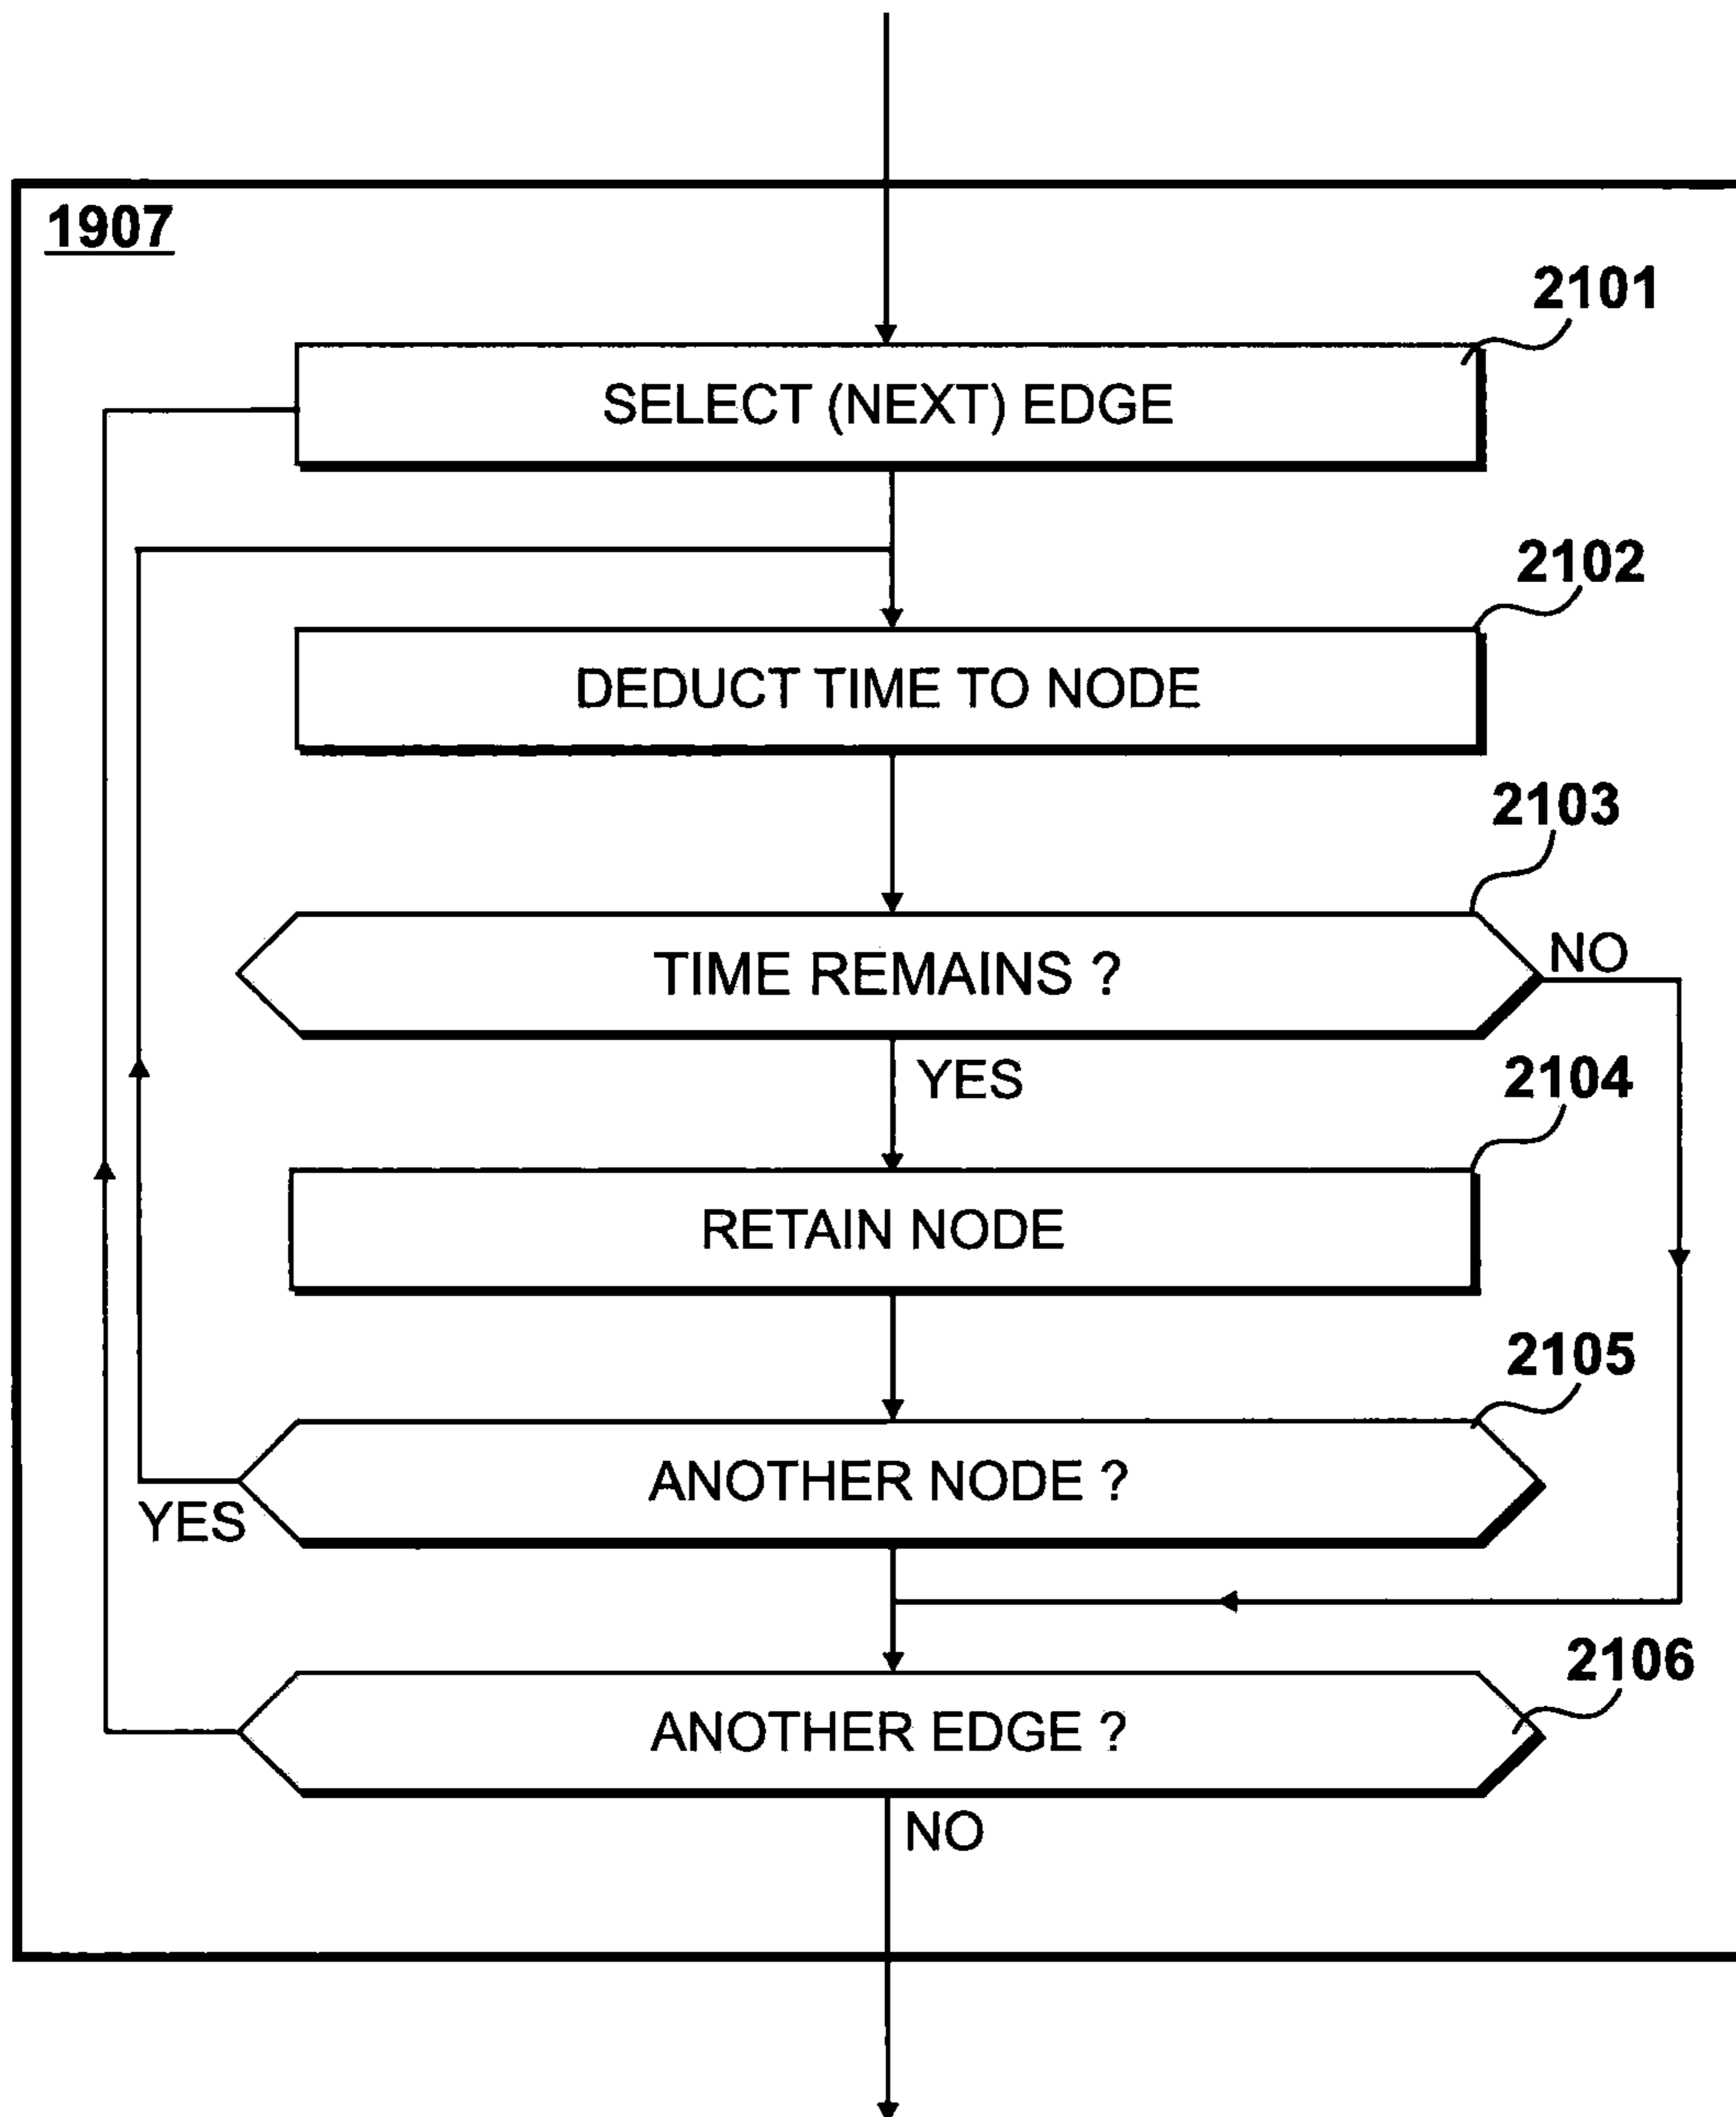 1907
2101
SELECT (NEXT) EDGE
2102
DEDUCT TIME TO NODE
2103
TIME REMAINS ?
NO
YES
2104
RETAIN NODE
2105
ANOTHER NODE ?
YES
2106
ANOTHER EDGE ?
NO